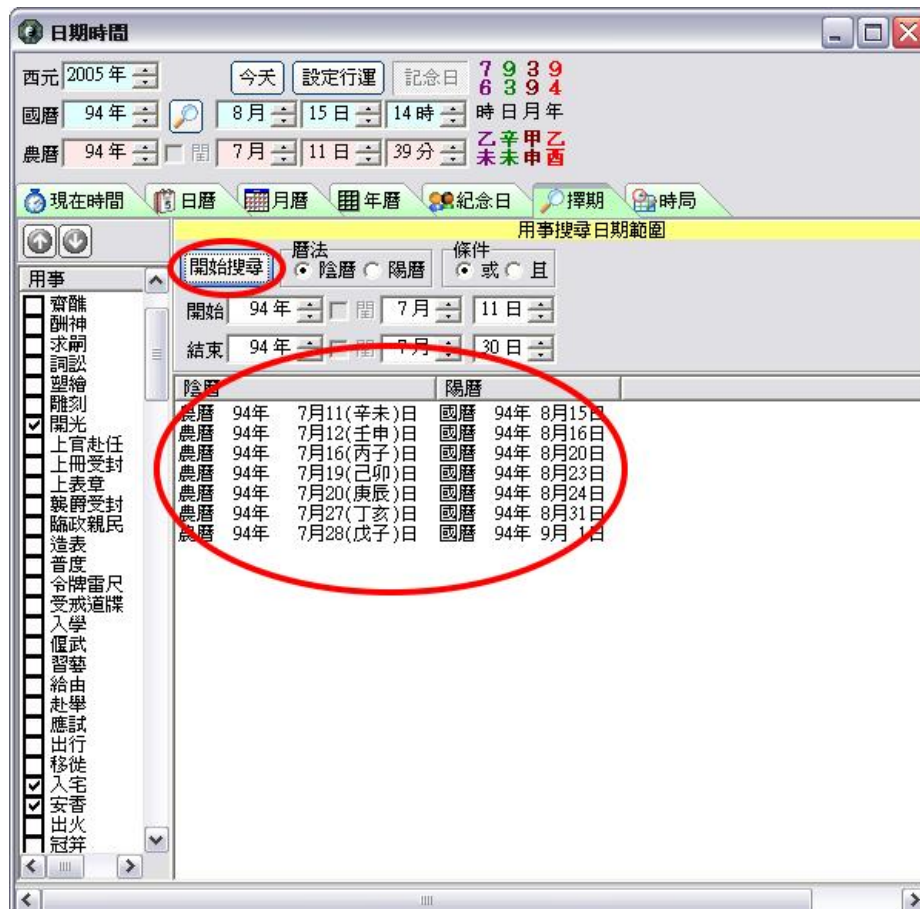 日期時間
西元 2005 年 今天 設定行運 記念日 7 9 3 9
6 3 9 4
國曆 94 年 8 月 15 日 14 時 時 日 月 年
乙 辛 甲 乙
農曆 94 年 閏 7 月 11 日 39 分 未 未 申 酉
現在時間 日曆 月曆 年曆 紀念日 擇期 時局
用事搜尋日期範圍
開始搜尋 曆法 陰曆 陽曆 條件 或 且
開始 94 年 閏 7 月 11 日
結束 94 年 閏 7 月 30 日
用事
齋醮
酬神
求嗣
詞訟
塑繪
雕刻
開光
上官赴任
上冊受封
上表章
襲爵受封
臨政親民
造表
普度
令牌雷尺
受戒道牒
入學
偃武
習藝
給由
赴舉
應試
出行
移徙
入宅
安香
出火
冠笄
陰曆 陽曆
農曆 94年 7月11(辛未)日 國曆 94年 8月15日
農曆 94年 7月12(壬申)日 國曆 94年 8月16日
農曆 94年 7月16(丙子)日 國曆 94年 8月20日
農曆 94年 7月19(己卯)日 國曆 94年 8月23日
農曆 94年 7月20(庚辰)日 國曆 94年 8月24日
農曆 94年 7月27(丁亥)日 國曆 94年 8月31日
農曆 94年 7月28(戊子)日 國曆 94年 9月 1日